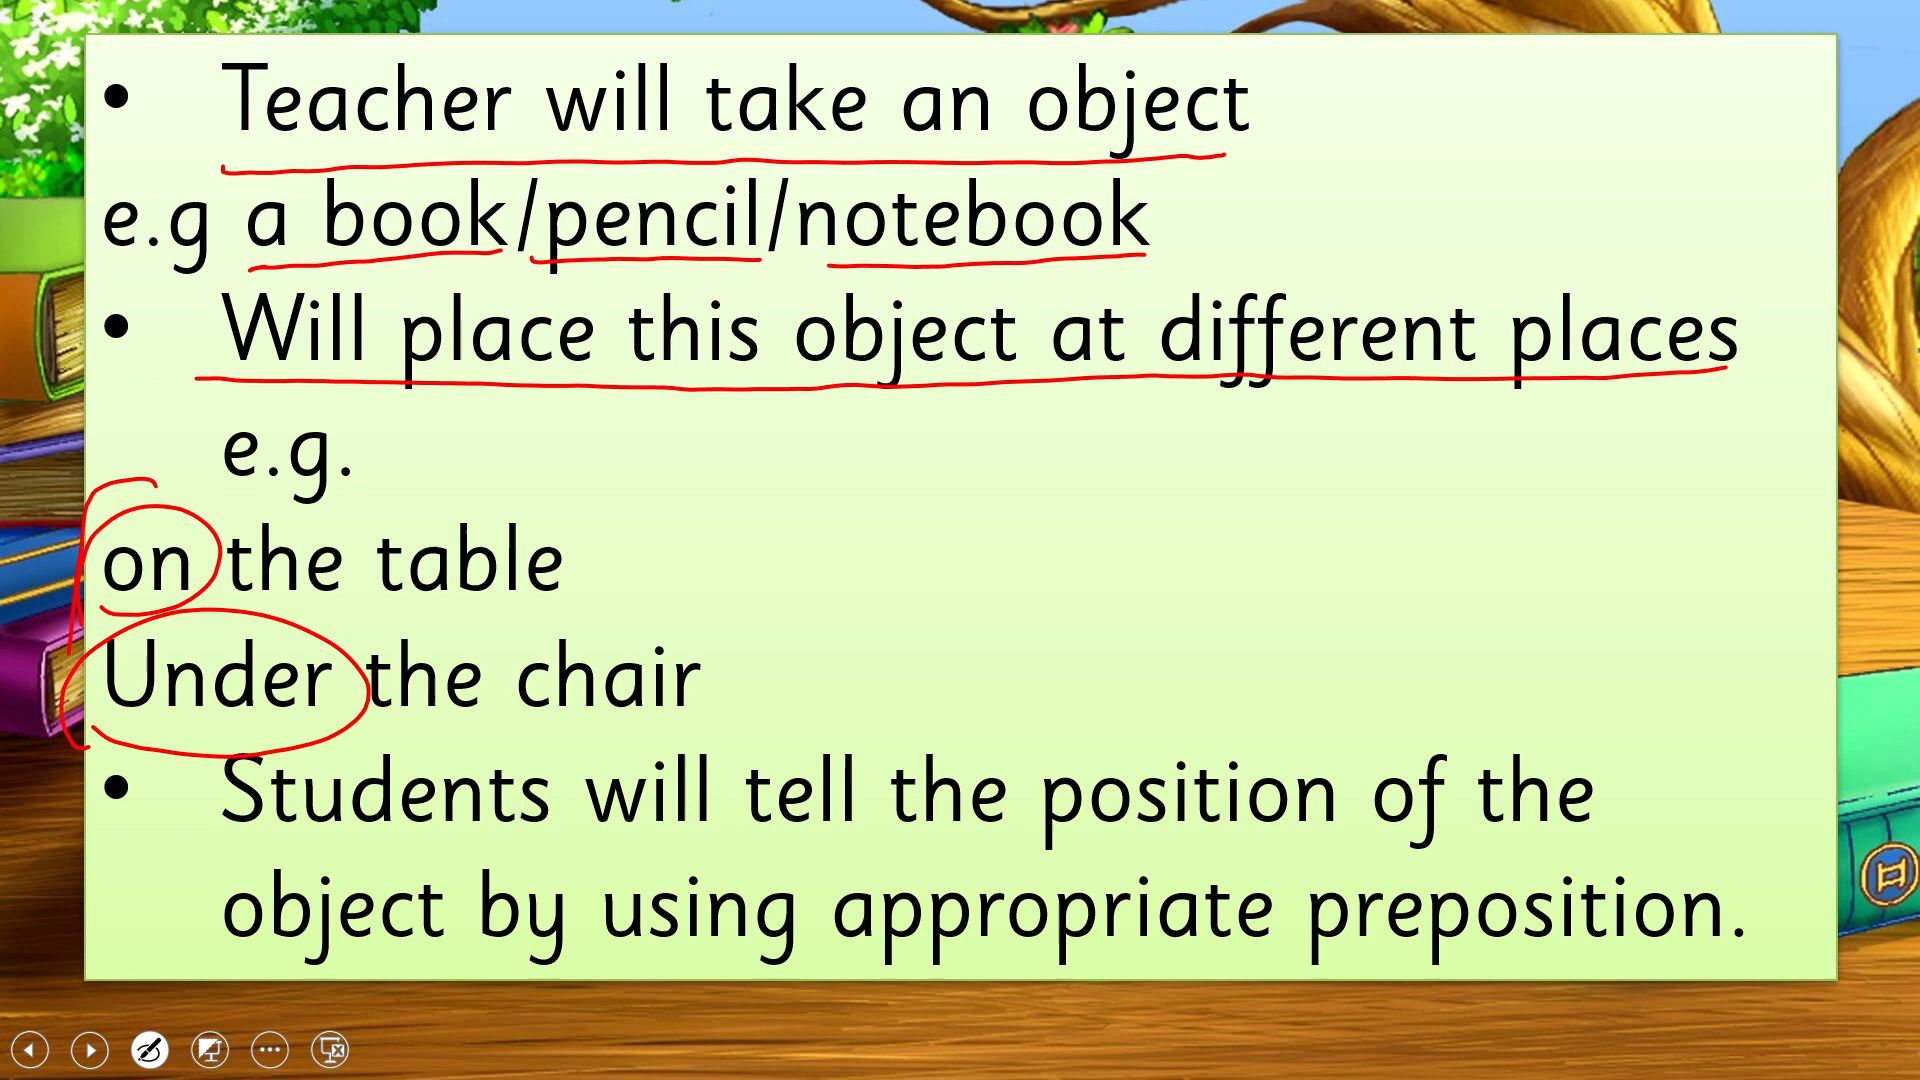 • Teacher will take an object
e.g a book/pencil/notebook
• Will place this object at different places
e.g.
on the table
Under the chair
• Students will tell the position of the
object by using appropriate preposition.